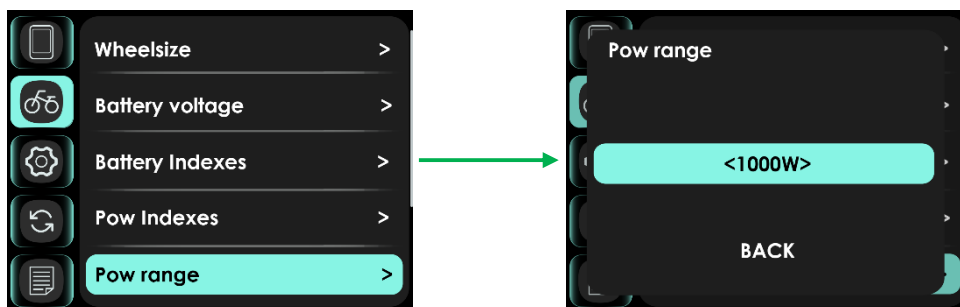 Wheelsize >
Battery voltage >
Battery Indexes >
Pow Indexes >
Pow range >
Pow range
<1000W>
BACK